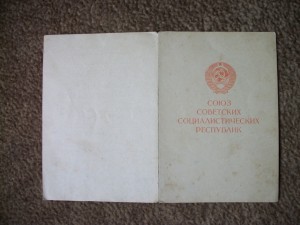 СОЮЗ
СОВЕТСКИХ
СОЦИАЛИСТИЧЕСКИХ
РЕСПУБЛИК